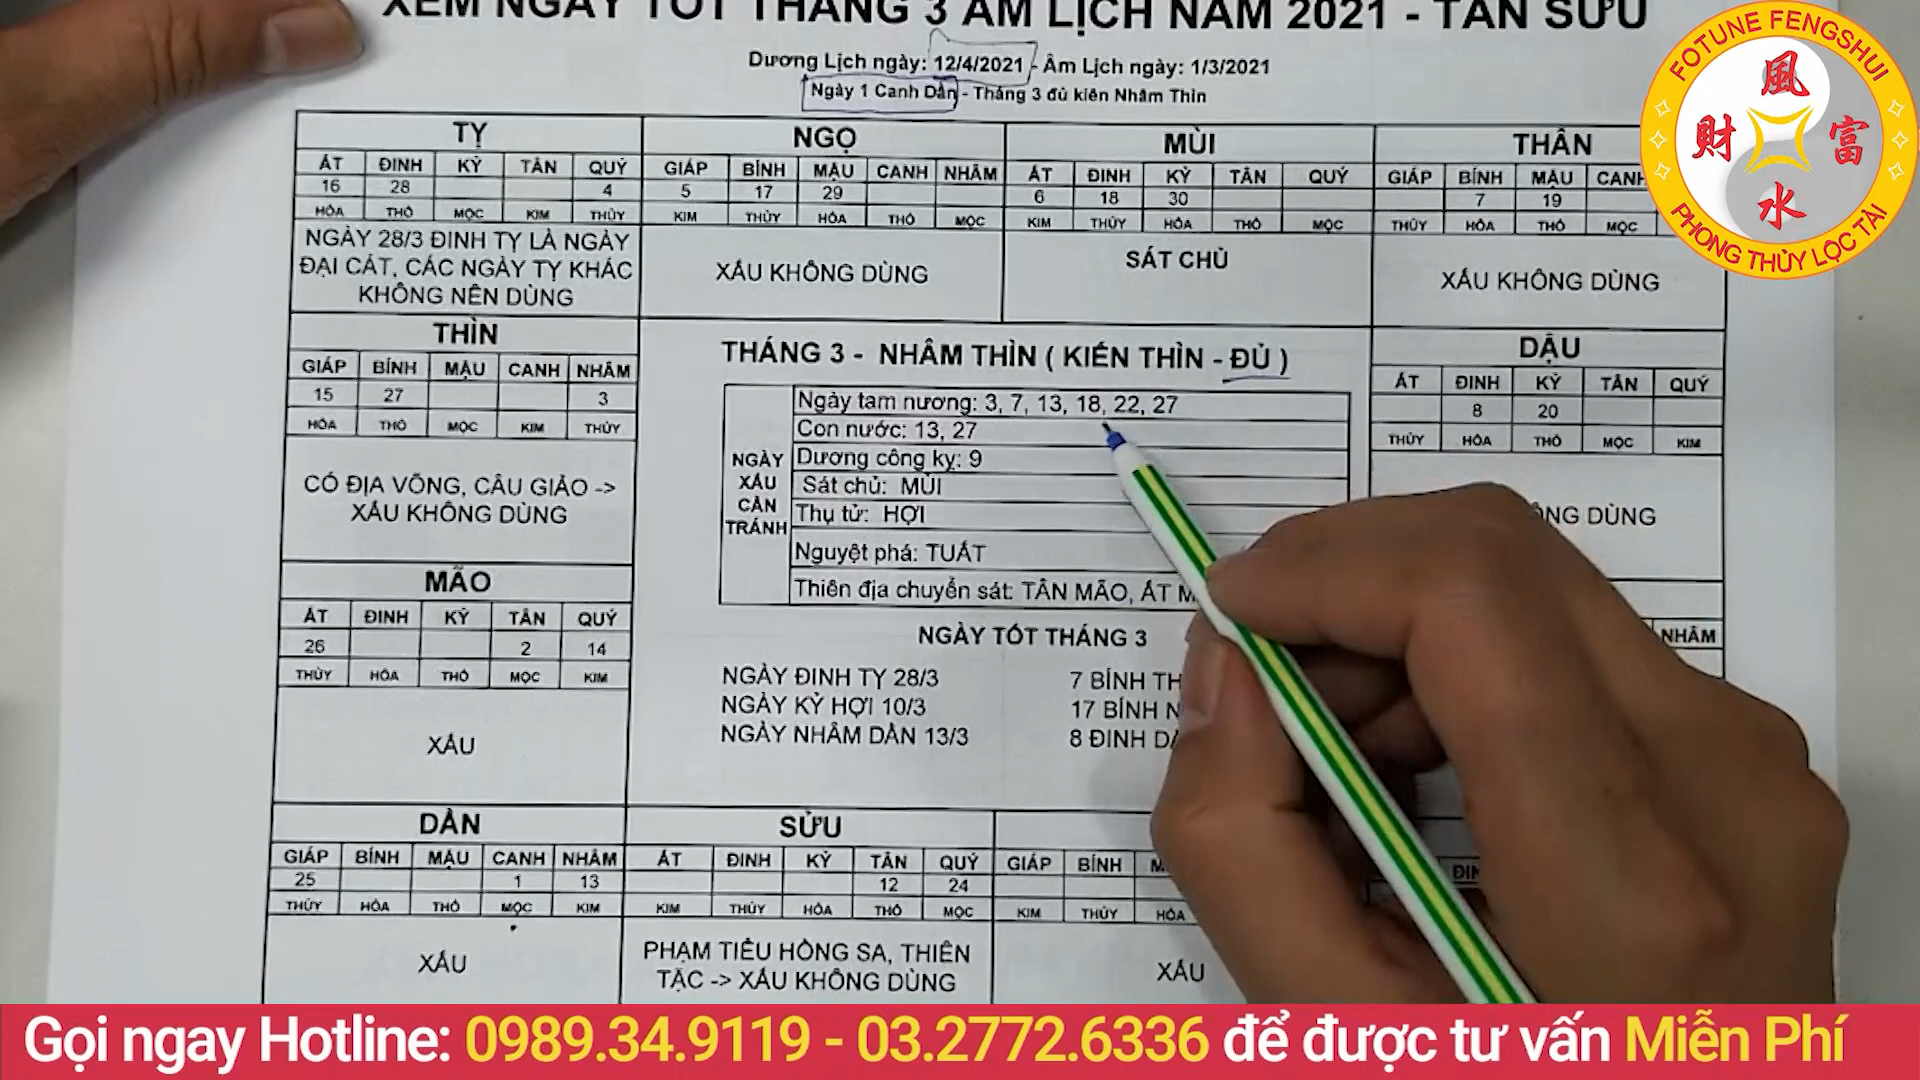 XEM NGÀY TỐT THÁNG 3 ÂM LỊCH NĂM 2021 - TÂN SỬU
Dương Lịch ngày: 12/4/2021 - Âm Lịch ngày: 1/3/2021
Ngày 1 Canh Dần - Tháng 3 đủ kiên Nhâm Thìn
FOTUNE FENGSHUI
風
財 富
水
PHONG THỦY LỘC TÀI
TỴ NGỌ MÙI THÂN
ẤT ĐINH KỶ TÂN QUÝ GIÁP BÍNH MẬU CANH NHÂM ẤT ĐINH KỶ TÂN QUÝ GIÁP BÍNH MẬU CANH
16 28 4 5 17 29 6 18 30 7 19
HỎA THỔ MỘC KIM THỦY KIM THỦY HỎA THỔ MỘC KIM THỦY HỎA THỔ MỘC THỦY HỎA THỔ MỘC
NGÀY 28/3 ĐINH TỴ LÀ NGÀY
ĐẠI CÁT, CÁC NGÀY TỴ KHÁC
KHÔNG NÊN DÙNG
XẤU KHÔNG DÙNG
SÁT CHỦ
XẤU KHÔNG DÙNG
THÌN
GIÁP BÍNH MẬU CANH NHÂM
15 27 3
HỎA THỔ MỘC KIM THỦY
CÓ ĐỊA VÕNG, CÂU GIẢO ->
XẤU KHÔNG DÙNG
THÁNG 3 - NHÂM THÌN ( KIẾN THÌN - ĐỦ )
NGÀY
XẤU
CẦN
TRÁNH
Ngày tam nương: 3, 7, 13, 18, 22, 27
Con nước: 13, 27
Dương công kỵ: 9
Sát chủ: MÙI
Thụ tử: HỢI
Nguyệt phá: TUẤT
Thiên địa chuyển sát: TÂN MÃO, ẤT
DẬU
ẤT ĐINH KỶ TÂN QUÝ
8 20
THỦY HỎA THỔ MỘC KIM
DÙNG
NHÂM
MÃO
ẤT ĐINH KỶ TÂN QUÝ
26 2 14
THỦY HỎA THỔ MỘC KIM
XẤU
NGÀY TỐT THÁNG 3
NGÀY ĐINH TỴ 28/3
NGÀY KỶ HỢI 10/3
NGÀY NHÂM DẦN 13/3
7 BÍNH
17 BÍNH
8 ĐINH
DẦN SỬU
GIÁP BÍNH MẬU CANH NHÂM ẤT ĐINH KỶ TÂN QUÝ GIÁP BÍNH
25 1 13 12 24
THỦY HỎA THỔ MỘC KIM KIM THỦY HỎA THỔ MỘC KIM THỦY HỎA
XẤU
PHẠM TIỂU HỒNG SA, THIÊN
TẶC -> XẤU KHÔNG DÙNG
XẤU
Gọi ngay Hotline: 0989.34.9119 - 03.2772.6336 để được tư vấn Miễn Phí